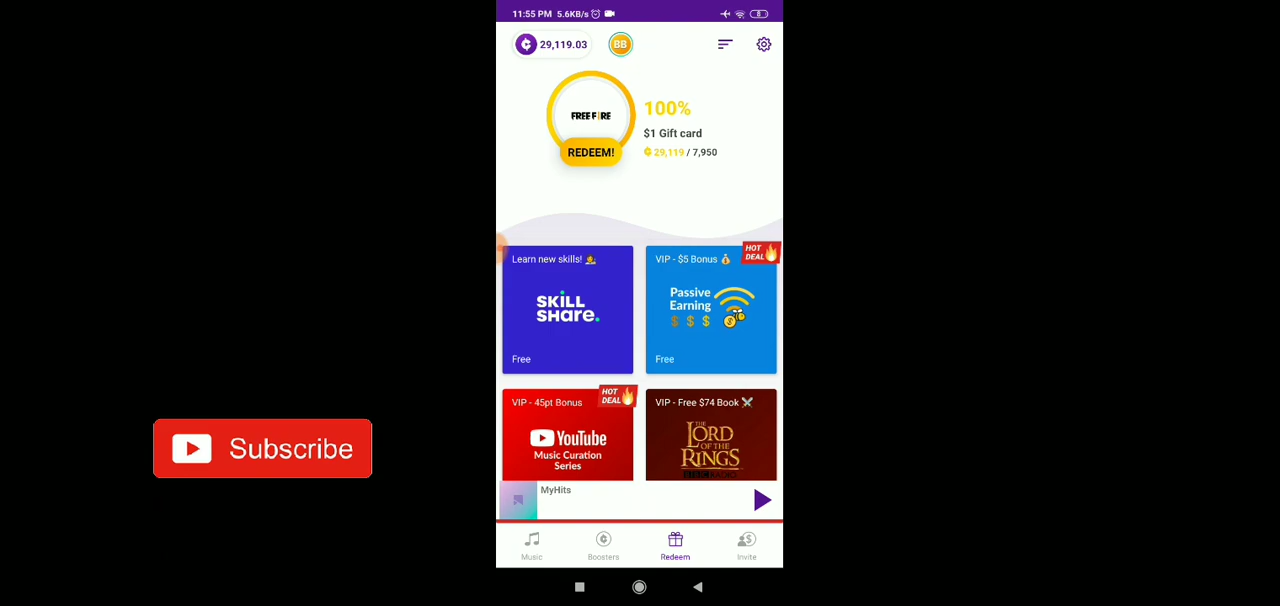 11:55 PM 5.6KB/s
29,119.03
BB
FREE FIRE
REDEEM!
100%
$1 Gift card
29,119 / 7,950
Learn new skills!
SKILL
SHARE.
Free
VIP - $5 Bonus
HOT
DEAL
Passive
Earning
$ $ $
Free
VIP - 45pt Bonus
HOT
DEAL
YouTube
Music Curation
Series
VIP - Free $74 Book
THE
LORD
OF THE
RINGS
Subscribe
MyHits
Music
Boosters
Redeem
Invite